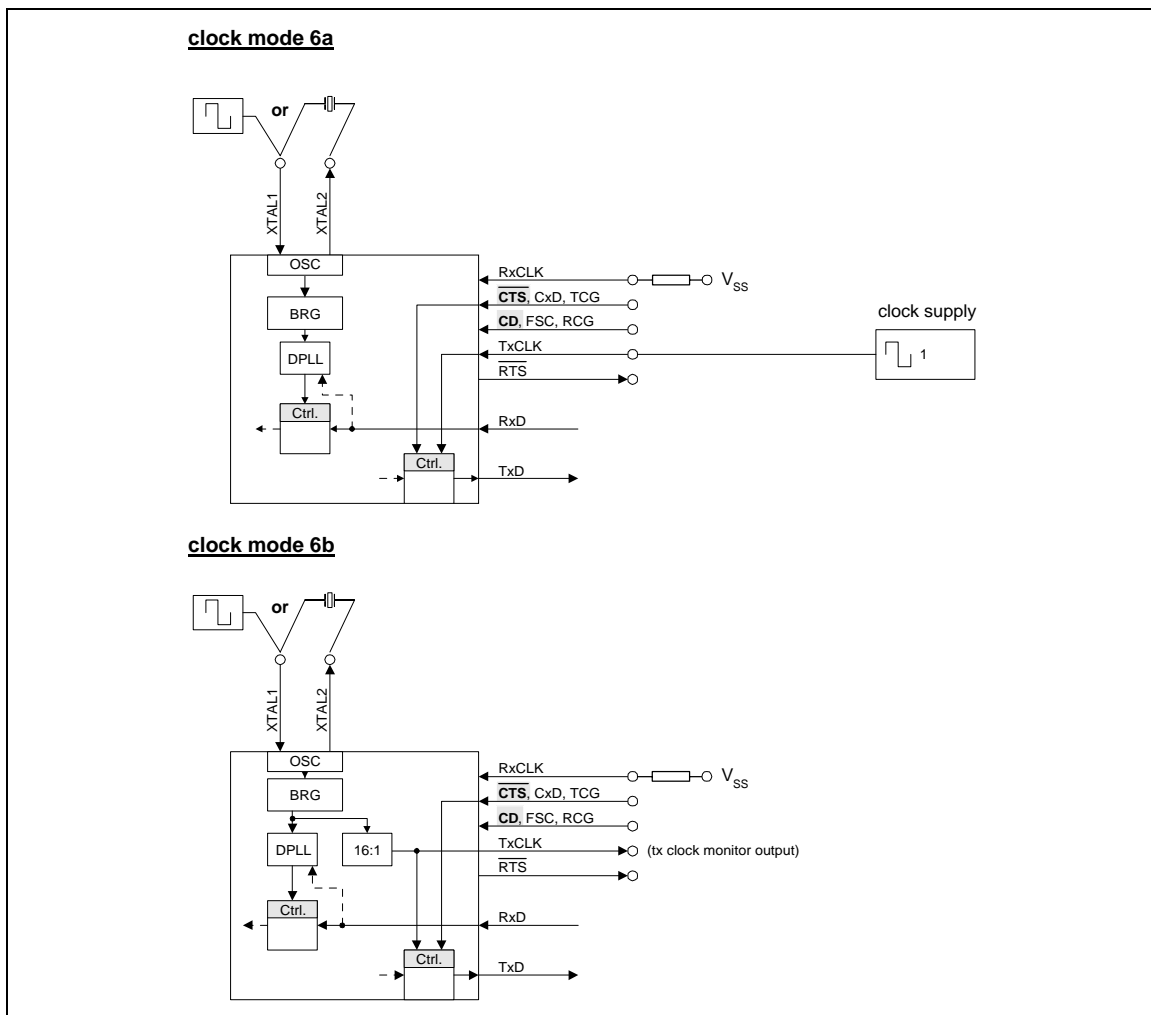 clock mode 6a
or
XTAL1
XTAL2
OSC
BRG
DPLL
Ctrl.
RxCLK
VSS
CTS, CxD, TCG
CD, FSC, RCG
TxCLK
RTS
clock supply
1
RxD
Ctrl.
TxD
clock mode 6b
or
XTAL1
XTAL2
OSC
BRG
DPLL
16:1
Ctrl.
RxCLK
VSS
CTS, CxD, TCG
CD, FSC, RCG
TxCLK
(tx clock monitor output)
RTS
RxD
Ctrl.
TxD